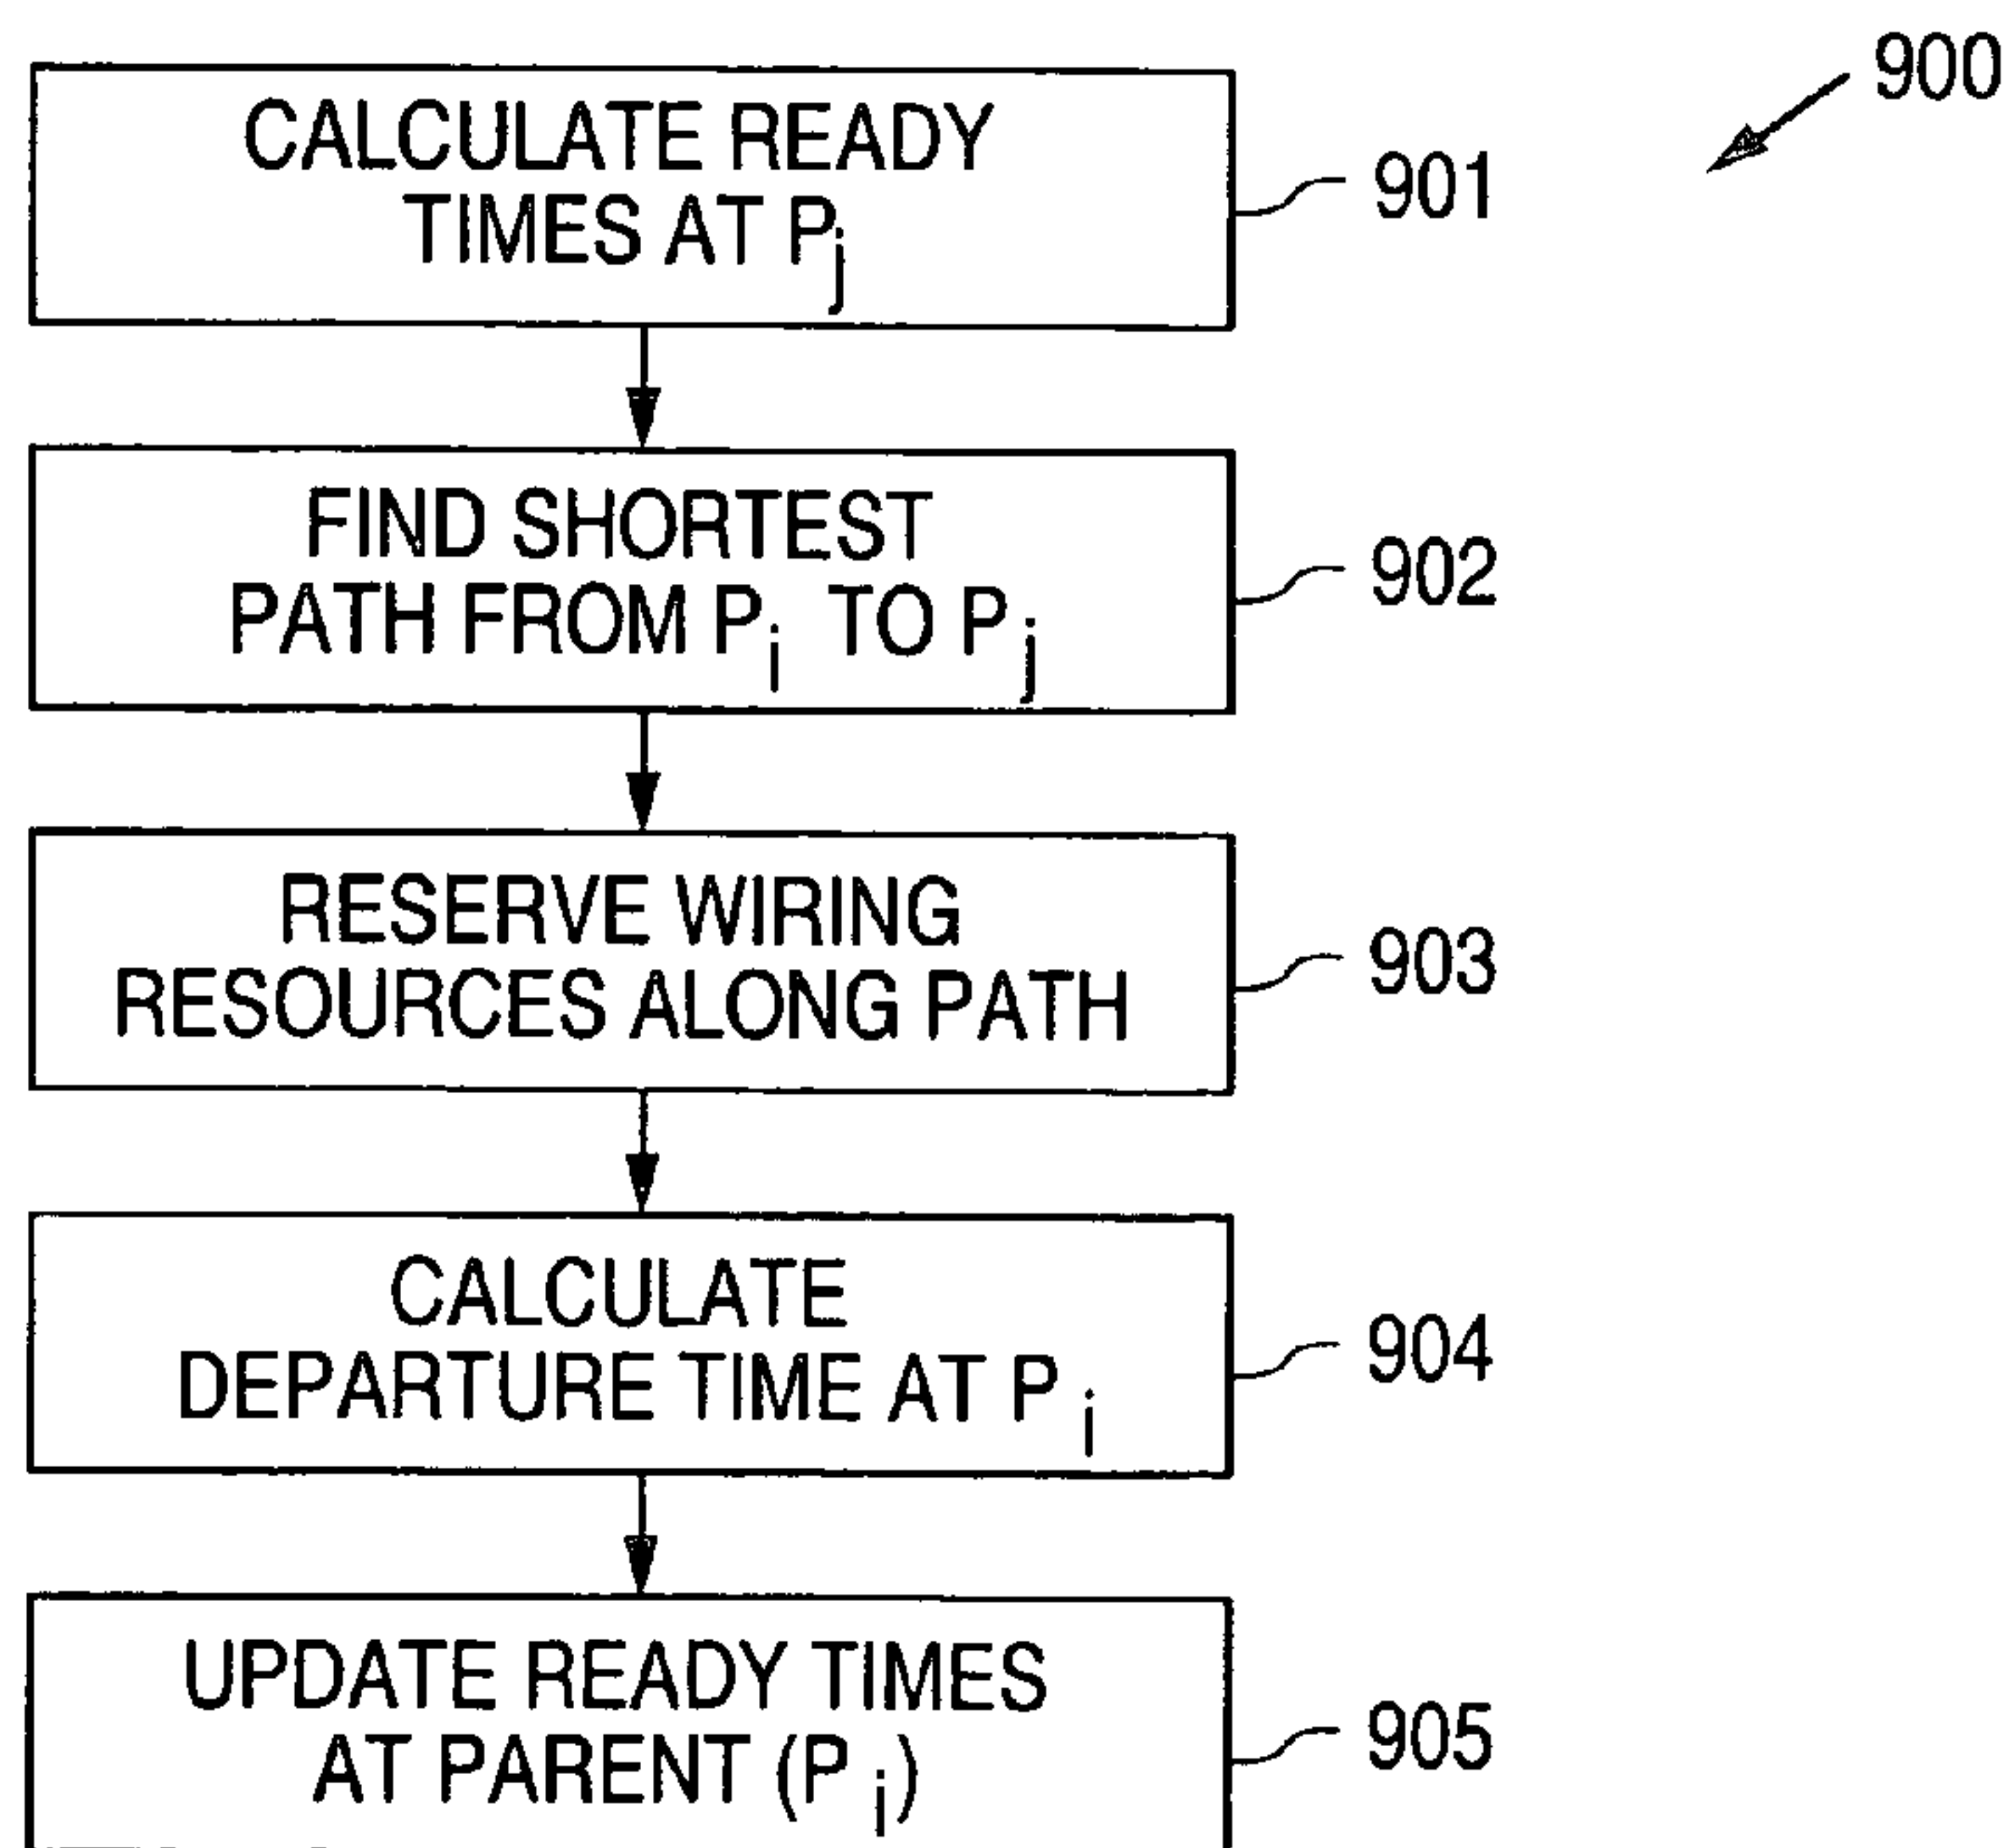 900
CALCULATE READY
TIMES AT Pj
901
FIND SHORTEST
PATH FROM Pi TO Pj
902
RESERVE WIRING
RESOURCES ALONG PATH
903
CALCULATE
DEPARTURE TIME AT Pi
904
UPDATE READY TIMES
AT PARENT (Pi)
905